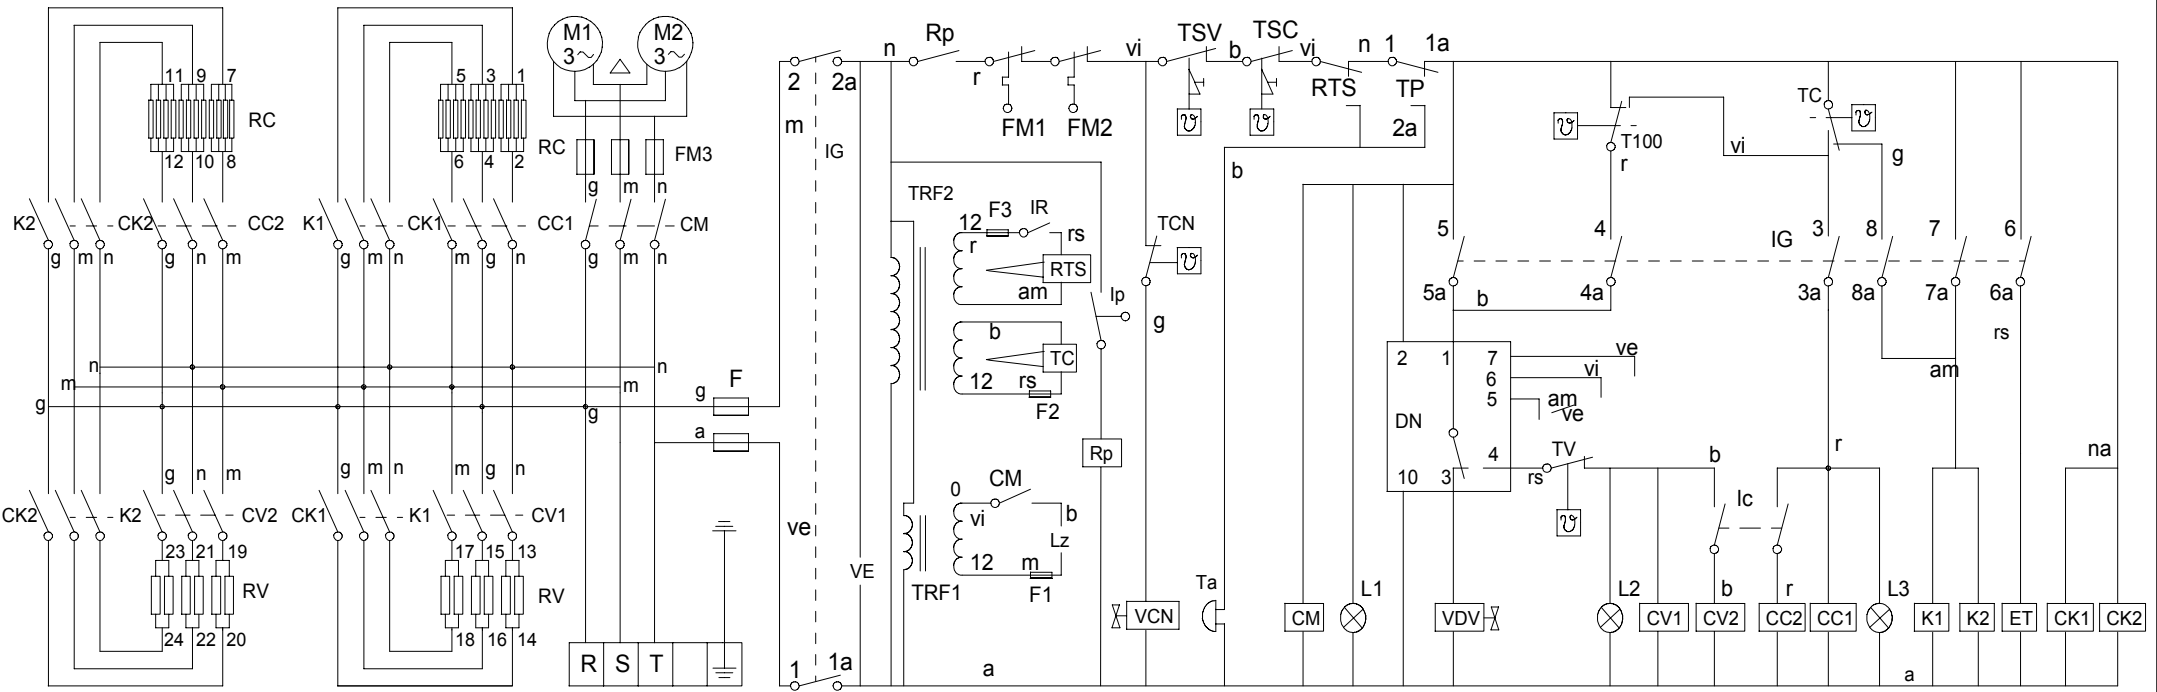 M1 M2
3~ 3~
11 9 7
5 3 1
RC
12 10 8
RC
6 4 2
FM3
g m n
K2 CK2 CC2 K1 CK1 CC1 CM
g m n g n m g m n m g n g m n
n n
m m
g g
g F
a
g n m g m n m g n
CK2 K2 CV2 CK1 K1 CV1
23 21 19 17 15 13
RV RV
24 22 20 18 16 14
R S T
2 2a n Rp r vi TSV b TSC vi n 1 1a
m FM1 FM2 RTS TP
2a
IG
b
TRF2
12 F3 IR
r rs
RTS
am
b
TC
12 rs
F2
Ip
TCN
g
Rp
0 CM
vi b
Lz
12 m
TRF1 F1
ve
VE
1 1a a
VCN
Ta
ϑ ϑ ϑ
ϑ T100
r
vi
TC ϑ
g
5 4 IG 3 8 7 6
5a b 4a 3a 8a 7a 6a
rs
am
2 1 7 ve
6 vi
5 am
ve
DN
4 TV
10 3 rs
ϑ
b r na
Ic
CM L1 VDV L2 CV1 b CV2 r CC2 CC1 L3 K1 K2 ET CK1 CK2
a